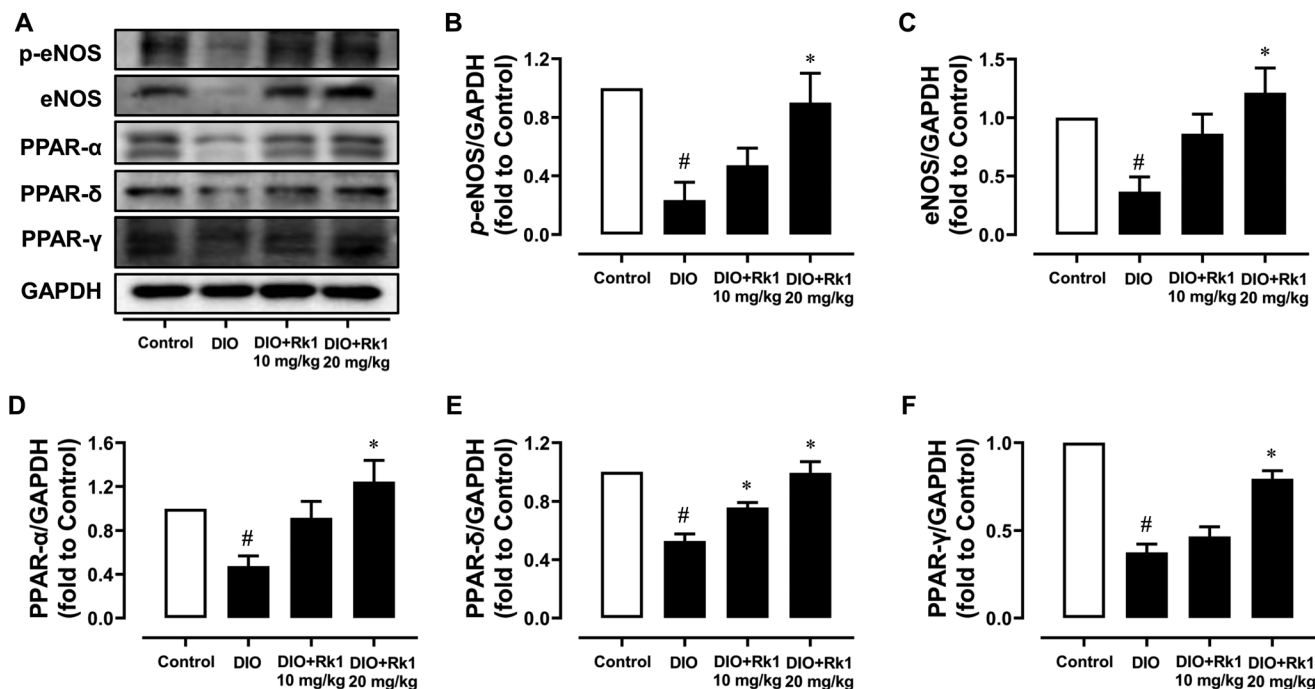 A
p-eNOS
eNOS
PPAR-α
PPAR-δ
PPAR-γ
GAPDH
Control DIO DIO+Rk1 DIO+Rk1
10 mg/kg 20 mg/kg
B
p-eNOS/GAPDH
(fold to Control)
1.2
0.8
0.4
0.0
#
*
Control DIO DIO+Rk1 DIO+Rk1
10 mg/kg 20 mg/kg
C
eNOS/GAPDH
(fold to Control)
1.5
1.0
0.5
0.0
#
*
Control DIO DIO+Rk1 DIO+Rk1
10 mg/kg 20 mg/kg
D
PPAR-α/GAPDH
(fold to Control)
1.6
1.2
0.8
0.4
0.0
#
*
Control DIO DIO+Rk1 DIO+Rk1
10 mg/kg 20 mg/kg
E
PPAR-δ/GAPDH
(fold to Control)
1.2
0.8
0.4
0.0
#
*
*
Control DIO DIO+Rk1 DIO+Rk1
10 mg/kg 20 mg/kg
F
PPAR-γ/GAPDH
(fold to Control)
1.0
0.5
0.0
#
*
Control DIO DIO+Rk1 DIO+Rk1
10 mg/kg 20 mg/kg